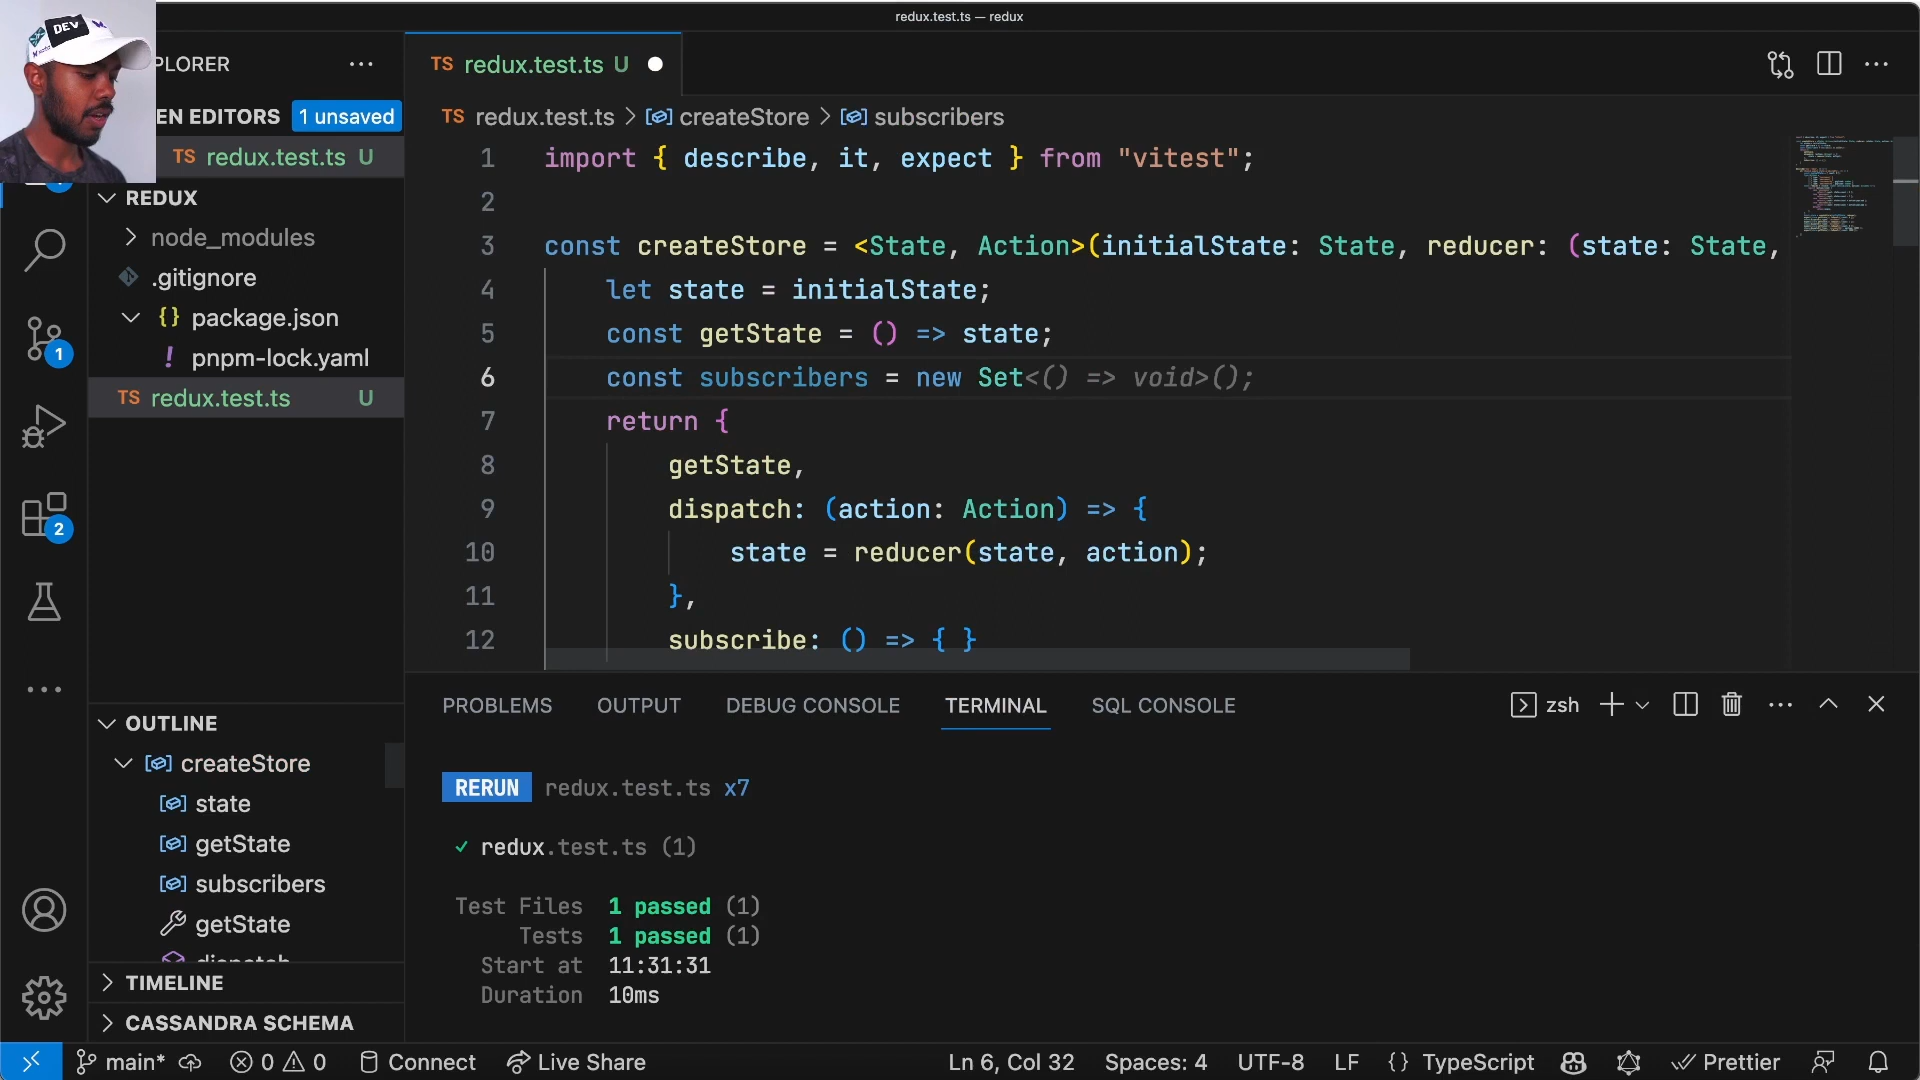 redux.test.ts — redux
DEV
PLORER
TS redux.test.ts U
EN EDITORS 1 unsaved
TS redux.test.ts U
REDUX
node_modules
.gitignore
{} package.json
! pnpm-lock.yaml
TS redux.test.ts U
1
2
TS redux.test.ts > createStore > subscribers
1 import { describe, it, expect } from "vitest";
2
3 const createStore = <State, Action>(initialState: State, reducer: (state: State,
4 let state = initialState;
5 const getState = () => state;
6 const subscribers = new Set<() => void>();
7 return {
8 getState,
9 dispatch: (action: Action) => {
10 state = reducer(state, action);
11 },
12 subscribe: () => { }
OUTLINE
createStore
state
getState
subscribers
getState
dispatch
TIMELINE
CASSANDRA SCHEMA
PROBLEMS OUTPUT DEBUG CONSOLE TERMINAL SQL CONSOLE
zsh
RERUN redux.test.ts x7
✓ redux.test.ts (1)
Test Files 1 passed (1)
Tests 1 passed (1)
Start at 11:31:31
Duration 10ms
main* 0 0 Connect Live Share Ln 6, Col 32 Spaces: 4 UTF-8 LF {} TypeScript Prettier